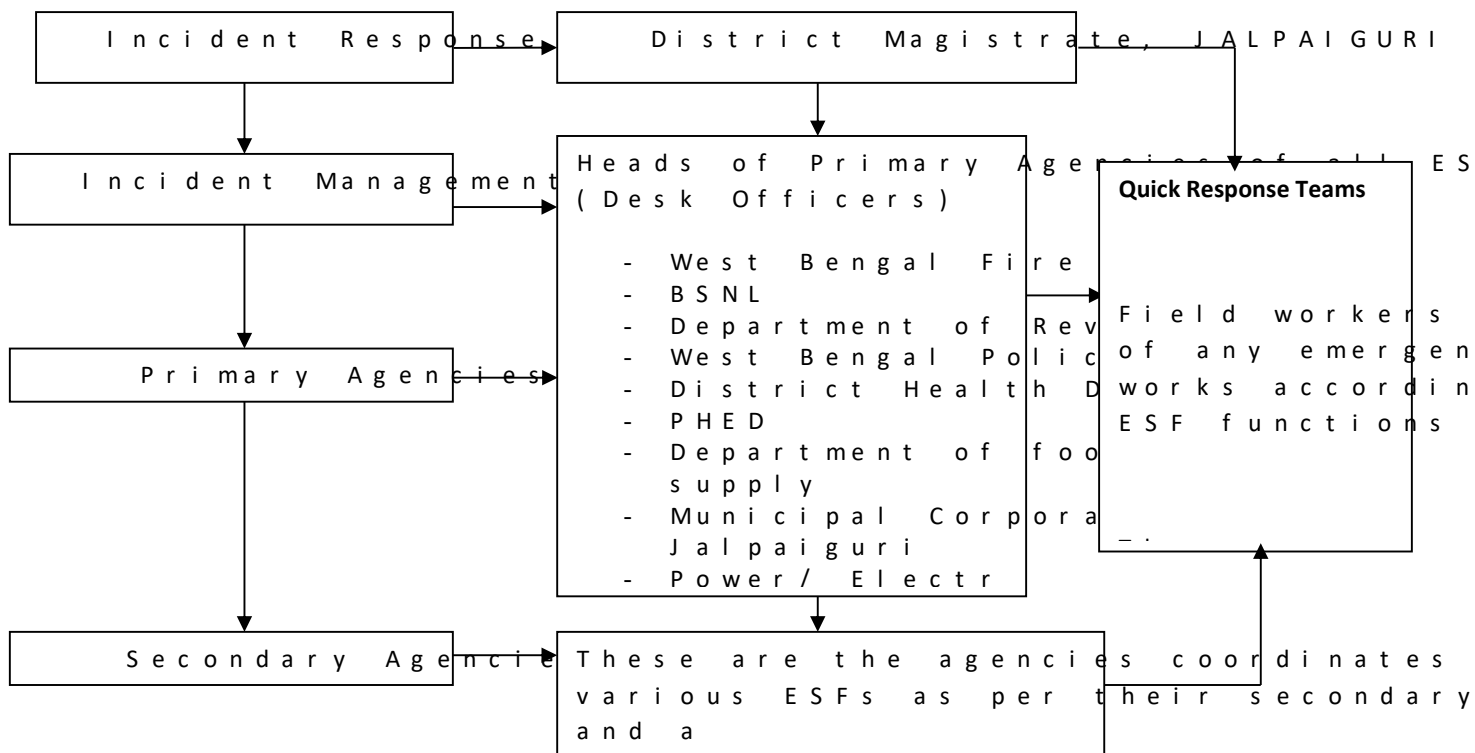 Incident Response
District Magistrate, JALPAIGURI
Incident Management
Heads of Primary Agencies of all ES
(Desk Officers)
- West Bengal Fire
- BSNL
- Department of Rev
- West Bengal Polic
- District Health D
- PHED
- Department of foo
supply
- Municipal Corpora
Jalpaiguri
- Power/ Electr
Quick Response Teams
Field workers
of any emergen
works accordin
ESF functions
Primary Agencies
Secondary Agencie
These are the agencies coordinates
various ESFs as per their secondary
and a